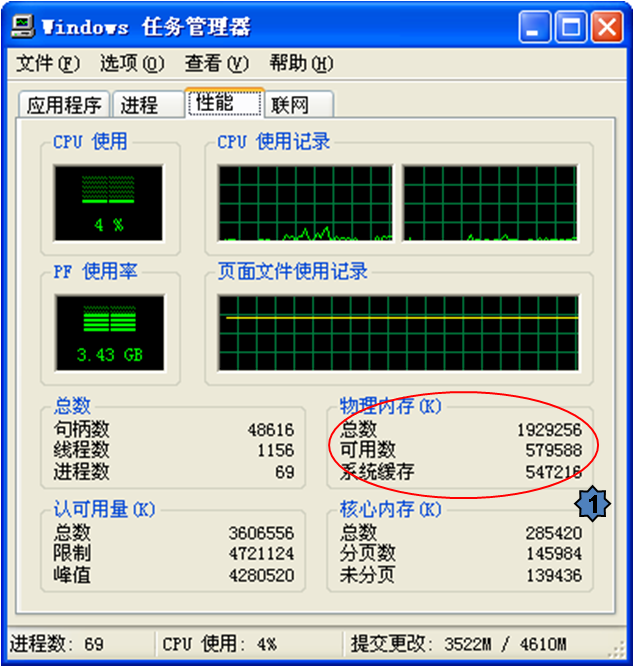 Windows 任务管理器
文件(F) 选项(O) 查看(V) 帮助(H)
应用程序 进程 性能 联网
CPU 使用 CPU 使用记录
4 %
PF 使用率 页面文件使用记录
3.43 GB
总数
句柄数 48616
线程数 1156
进程数 69
物理内存(K)
总数 1929256
可用数 579588
系统缓存 547216
1
认可用量(K)
总数 3606556
限制 4721124
峰值 4280520
核心内存(K)
总数 285420
分页数 145984
未分页 139436
进程数: 69 CPU 使用: 4% 提交更改: 3522M / 4610M